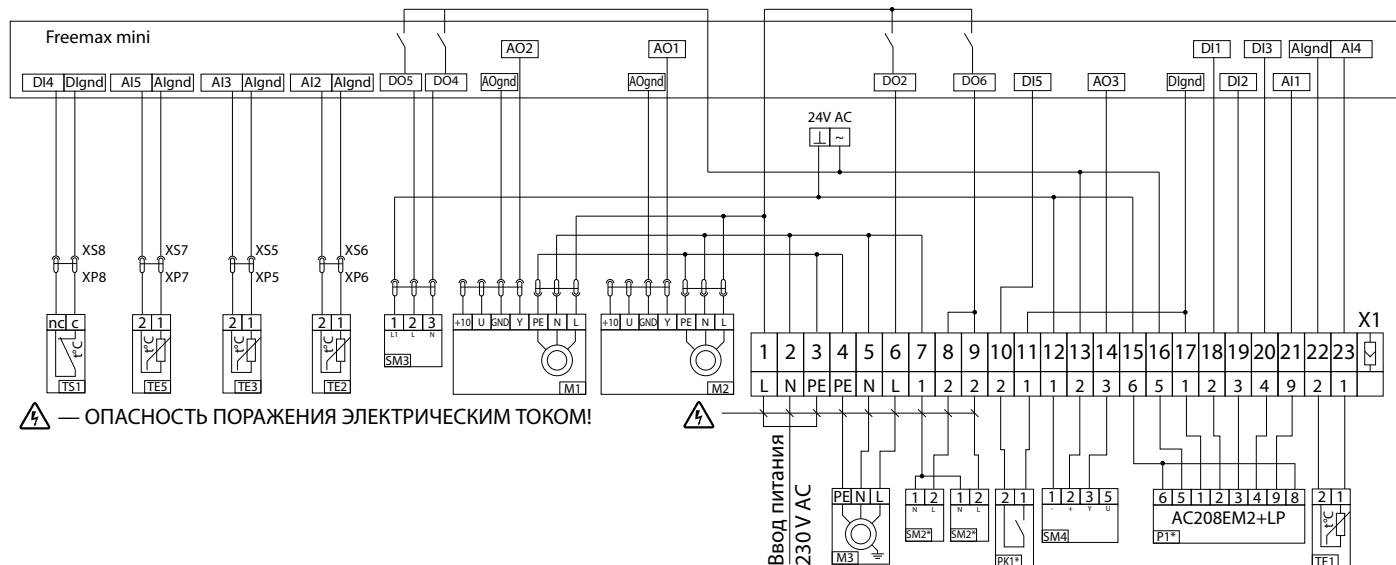 Freemax mini
AO2 AO1 DI1 DI3 AIgnd AI4
DI4 DIgnd AI5 AIgnd AI3 AIgnd AI2 AIgnd DO5 DO4 AOgnd AOgnd DO2 DO6 DI5 AO3 DIgnd DI2 AI1
24V AC
⊥ ~
XS8 XS7 XS5 XS6
XP8 XP7 XP5 XP6
X1
nc c 2 1 2 1 2 1 1 2 3 +10 U GND Y PE N L +10 U GND Y PE N L
L1 L N
t°C t°C t°C t°C
TS1 TE5 TE3 TE2 SM3 M1 M2
1 2 3 4 5 6 7 8 9 10 11 12 13 14 15 16 17 18 19 20 21 22 23
L N PE PE N L 1 2 2 2 1 1 2 3 6 5 1 2 3 4 9 2 1
— ОПАСНОСТЬ ПОРАЖЕНИЯ ЭЛЕКТРИЧЕСКИМ ТОКОМ!
Ввод питания
230 V AC
PE N L 1 2 1 2 2 1 1 2 3 5 6 5 1 2 3 4 9 8 2 1
N L N L - + Y U
AC208EM2+LP
t°C
M3 SM2* SM2* PK1* SM4 P1* TE1